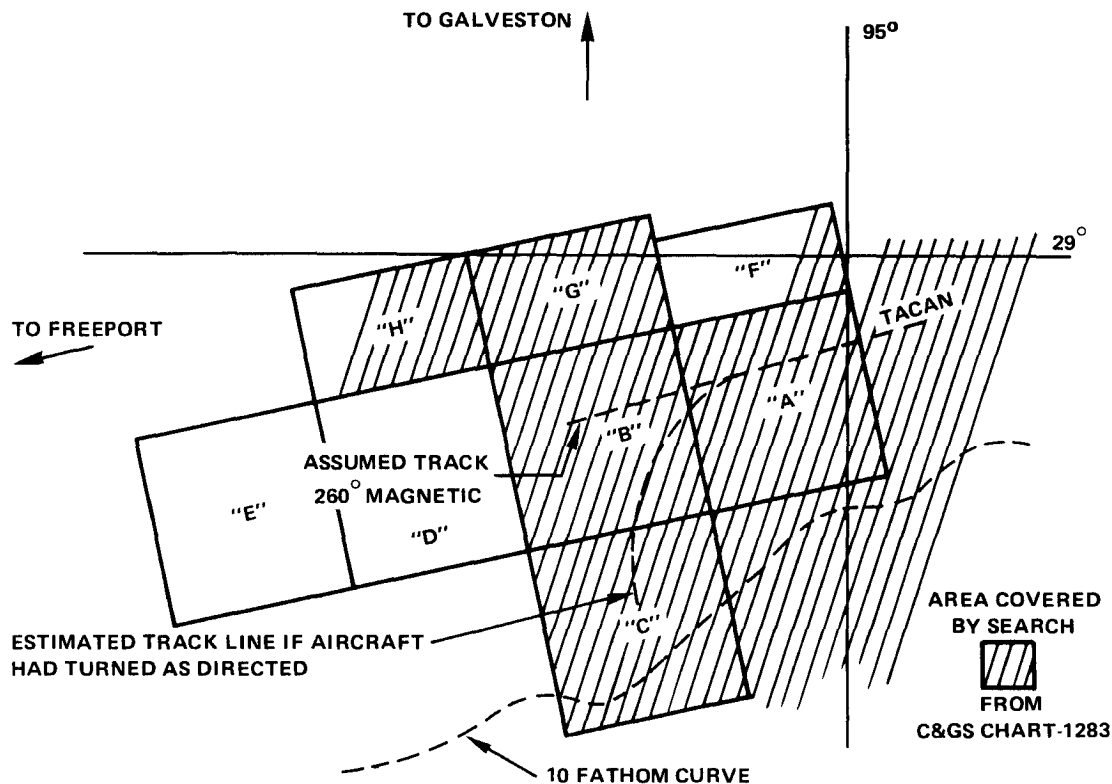 TO GALVESTON
95°
29°
"F"
"G"
"H"
TACAN
TO FREEPORT
"A"
"B"
ASSUMED TRACK
260° MAGNETIC
"E"
"D"
ESTIMATED TRACK LINE IF AIRCRAFT
HAD TURNED AS DIRECTED
"C"
AREA COVERED
BY SEARCH
FROM
C&GS CHART-1283
10 FATHOM CURVE